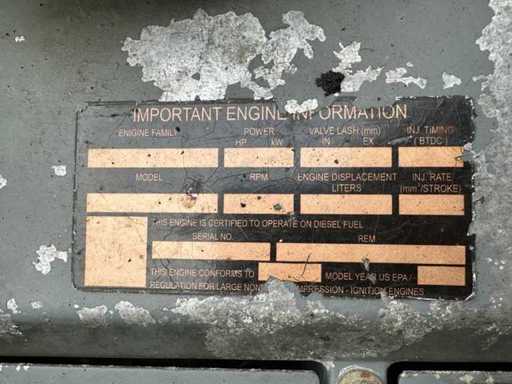 IMPORTANT ENGINE INFORMATION
ENIGINE FAMILY POWER VALVE LASH (mm) INJ. TIMING
HP kW IN EX ( BTDC )
MODEL RPM ENGINE DISPLACEMENT INJ. RATE
LITERS (mm³/STROKE)
THIS ENGINE IS CERTIFIED TO OPERATE ON DIESEL FUEL
SERIAL NO. REM
THIS ENGINE CONFORMS TO MODEL YEAR US EPA /
REGULATION FOR LARGE COMPRESSION - IGNITION ENGINES